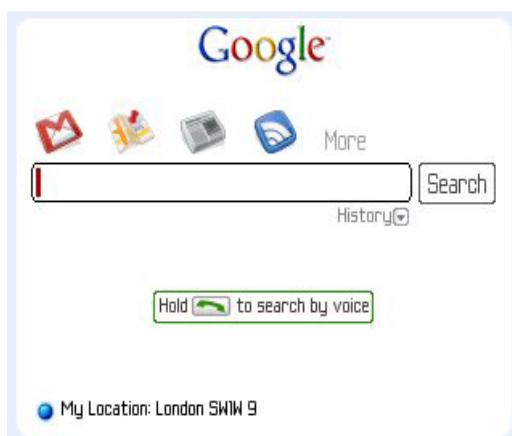 Google
More
Search
History
Hold to search by voice
My Location: London SW1W 9